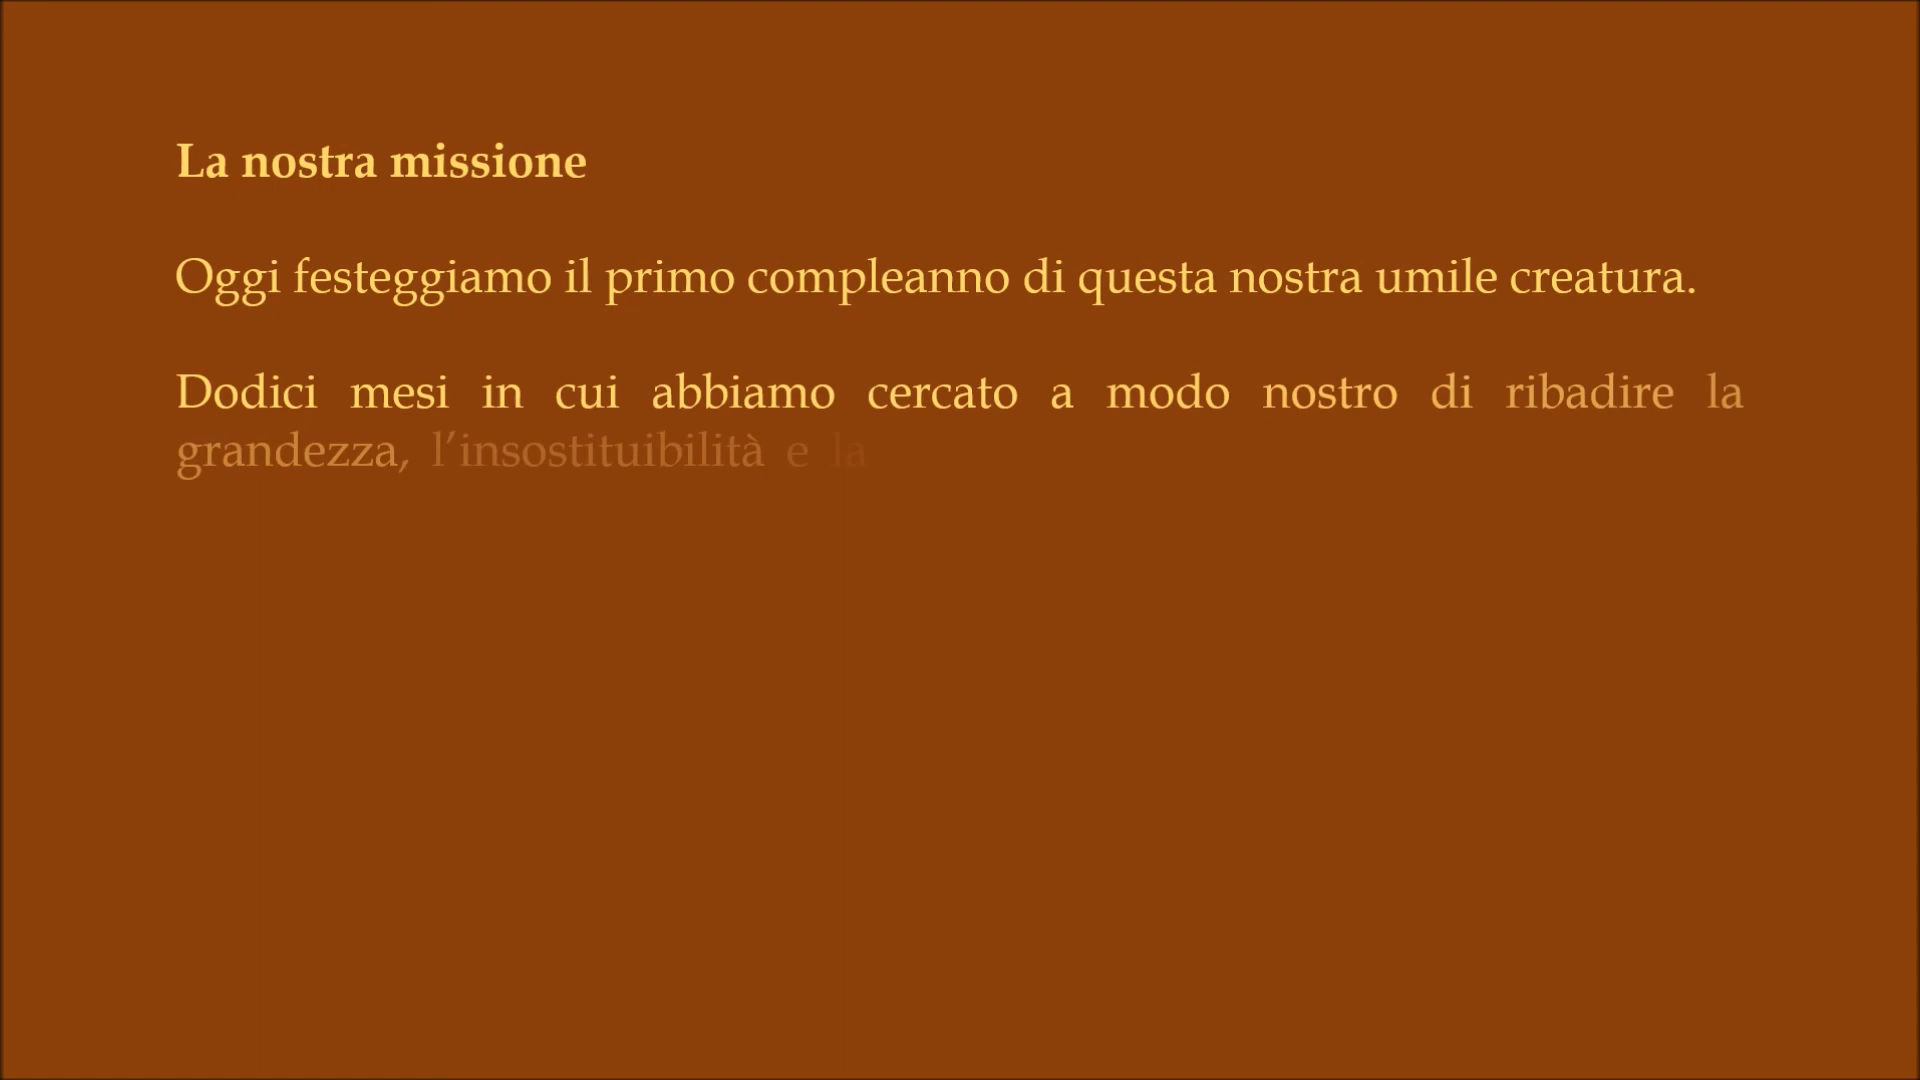 La nostra missione
Oggi festeggiamo il primo compleanno di questa nostra umile creatura.
Dodici mesi in cui abbiamo cercato a modo nostro di ribadire la
grandezza, l’insostituibilità e la